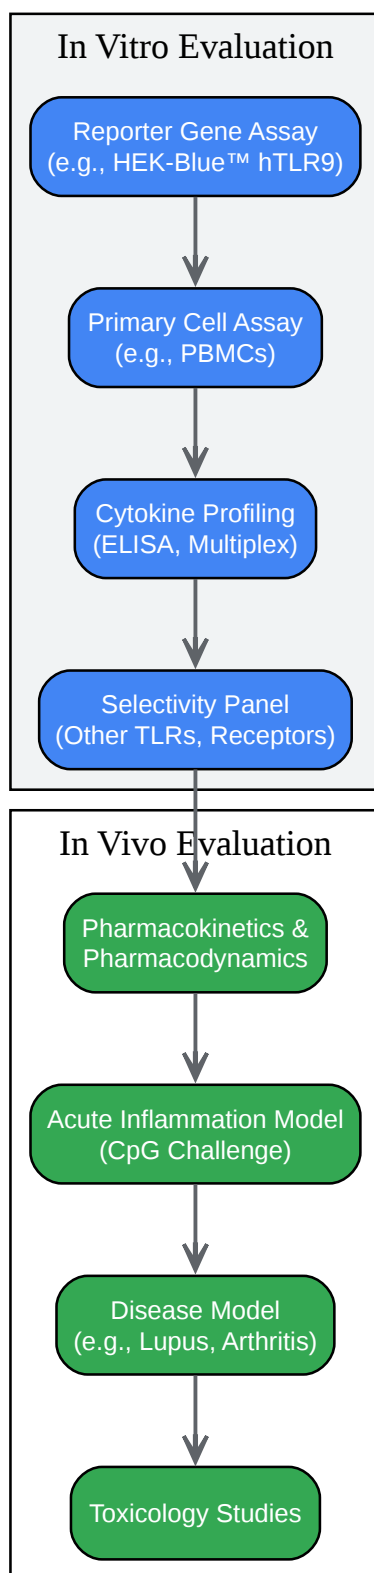 In Vitro Evaluation
Reporter Gene Assay
(e.g., HEK-Blue™ hTLR9)
Primary Cell Assay
(e.g., PBMCs)
Cytokine Profiling
(ELISA, Multiplex)
Selectivity Panel
(Other TLRs, Receptors)
In Vivo Evaluation
Pharmacokinetics &
Pharmacodynamics
Acute Inflammation Model
(CpG Challenge)
Disease Model
(e.g., Lupus, Arthritis)
Toxicology Studies